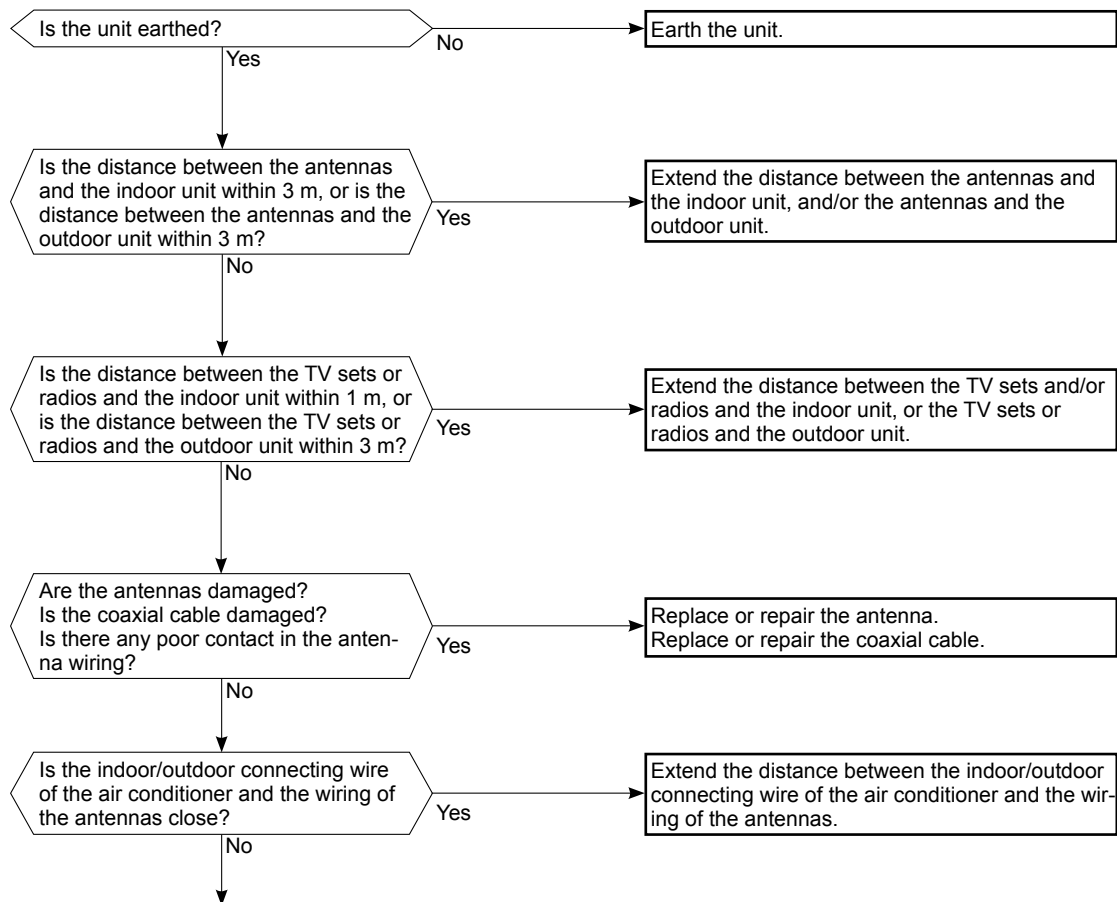 Is the unit earthed?
No
Earth the unit.
Yes
Is the distance between the antennas
and the indoor unit within 3 m, or is the
distance between the antennas and the
outdoor unit within 3 m?
Yes
Extend the distance between the antennas and
the indoor unit, and/or the antennas and the
outdoor unit.
No
Is the distance between the TV sets or
radios and the indoor unit within 1 m, or
is the distance between the TV sets or
radios and the outdoor unit within 3 m?
Yes
Extend the distance between the TV sets and/or
radios and the indoor unit, or the TV sets or
radios and the outdoor unit.
No
Are the antennas damaged?
Is the coaxial cable damaged?
Is there any poor contact in the anten-
na wiring?
Yes
Replace or repair the antenna.
Replace or repair the coaxial cable.
No
Is the indoor/outdoor connecting wire
of the air conditioner and the wiring of
the antennas close?
Yes
Extend the distance between the indoor/outdoor
connecting wire of the air conditioner and the wir-
ing of the antennas.
No